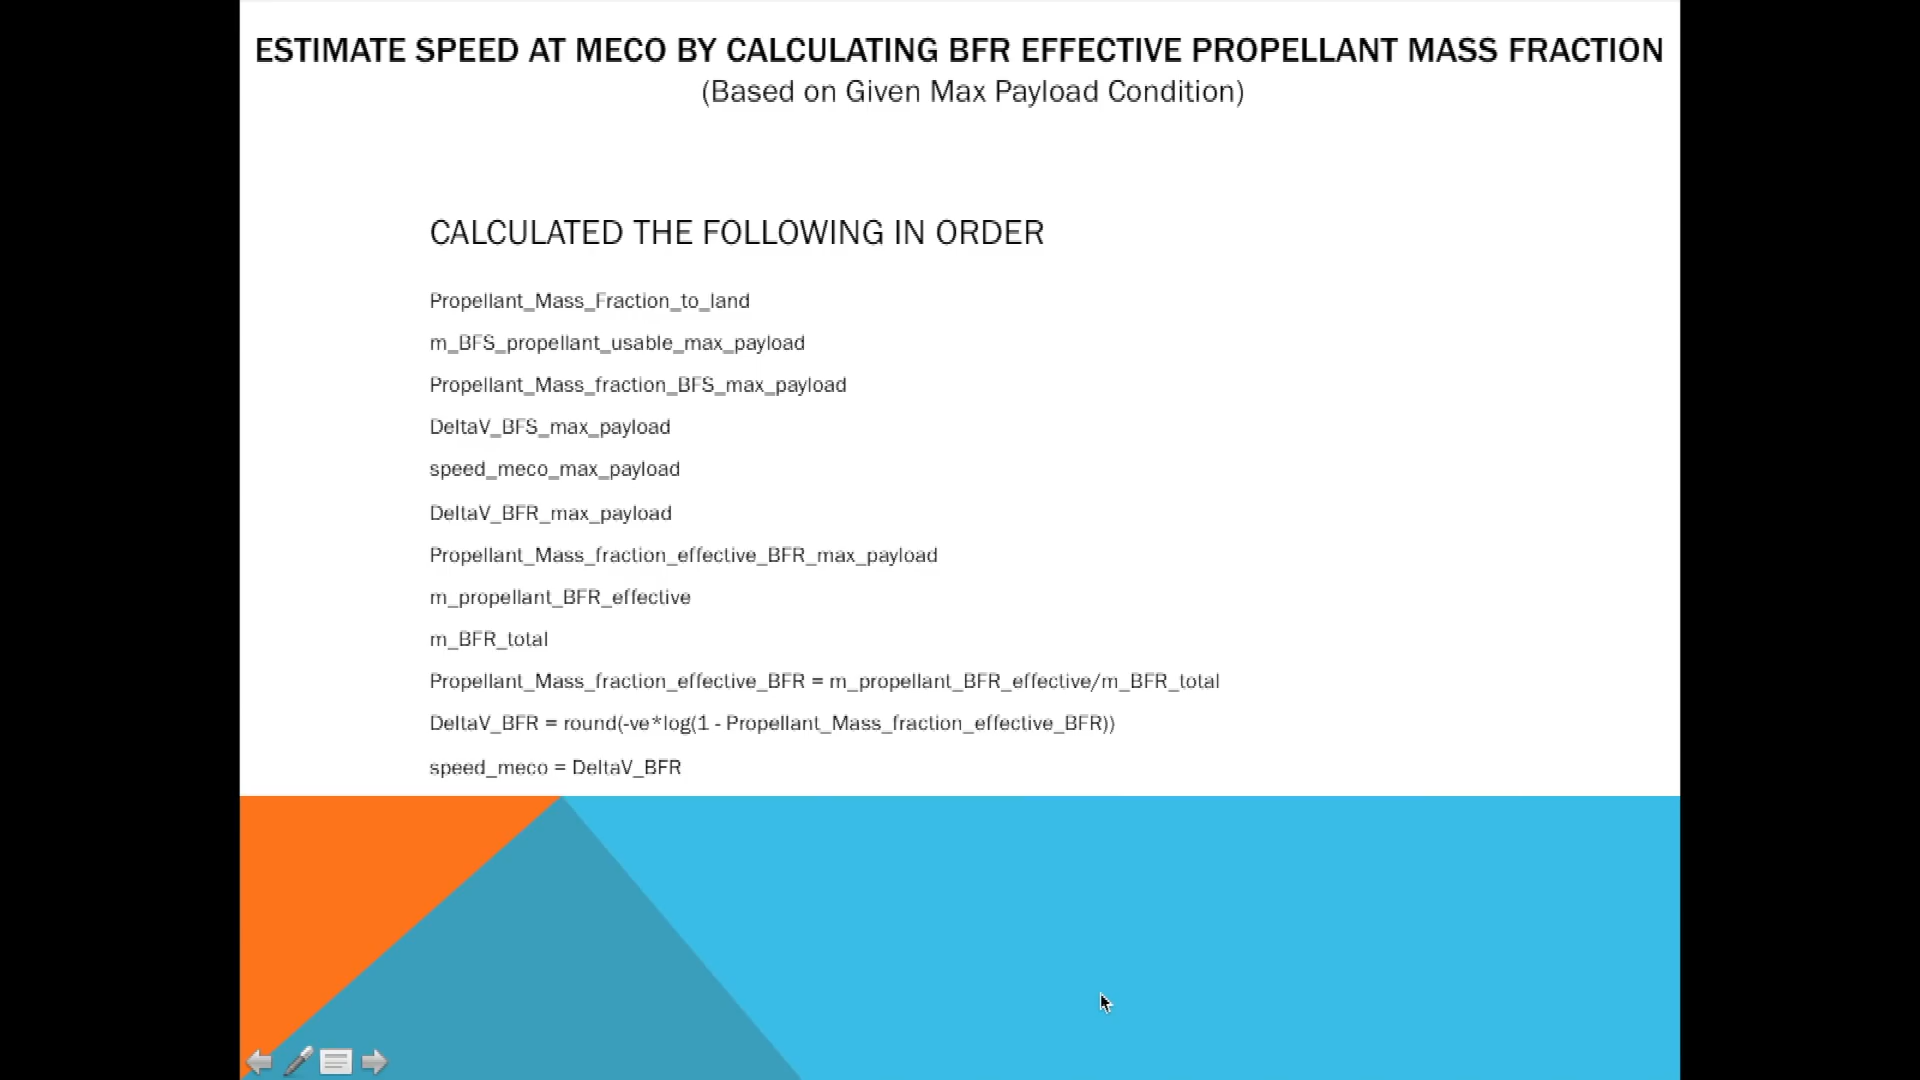 ESTIMATE SPEED AT MECO BY CALCULATING BFR EFFECTIVE PROPELLANT MASS FRACTION
(Based on Given Max Payload Condition)
CALCULATED THE FOLLOWING IN ORDER
Propellant_Mass_Fraction_to_land
m_BFS_propellant_usable_max_payload
Propellant_Mass_fraction_BFS_max_payload
DeltaV_BFS_max_payload
speed_meco_max_payload
DeltaV_BFR_max_payload
Propellant_Mass_fraction_effective_BFR_max_payload
m_propellant_BFR_effective
m_BFR_total
Propellant_Mass_fraction_effective_BFR = m_propellant_BFR_effective/m_BFR_total
DeltaV_BFR = round(-ve*log(1 - Propellant_Mass_fraction_effective_BFR))
speed_meco = DeltaV_BFR